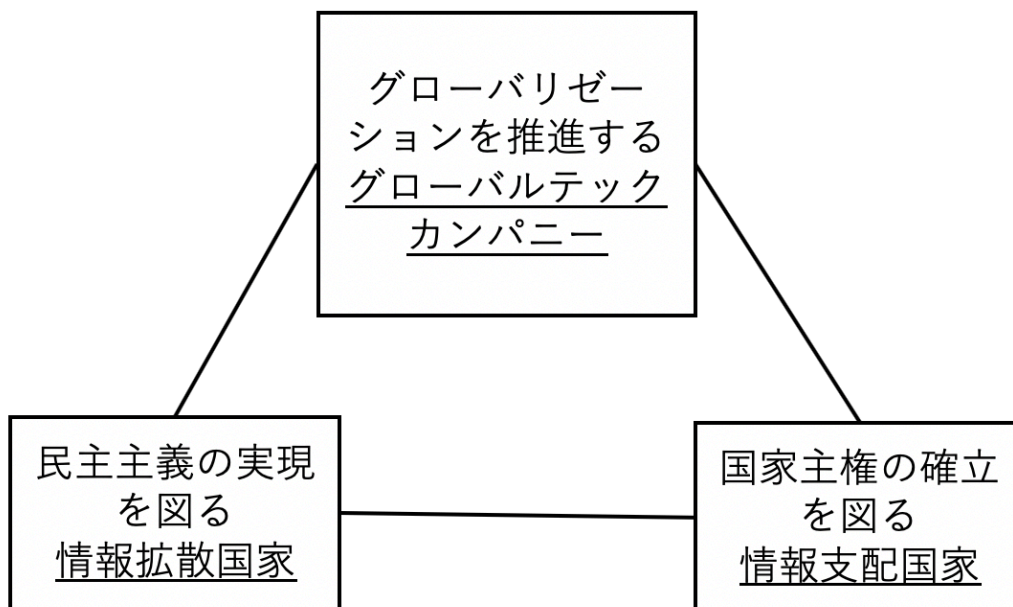 グローバリゼー
ションを推進する
グローバルテック
カンパニー
民主主義の実現
を図る
情報拡散国家
国家主権の確立
を図る
情報支配国家